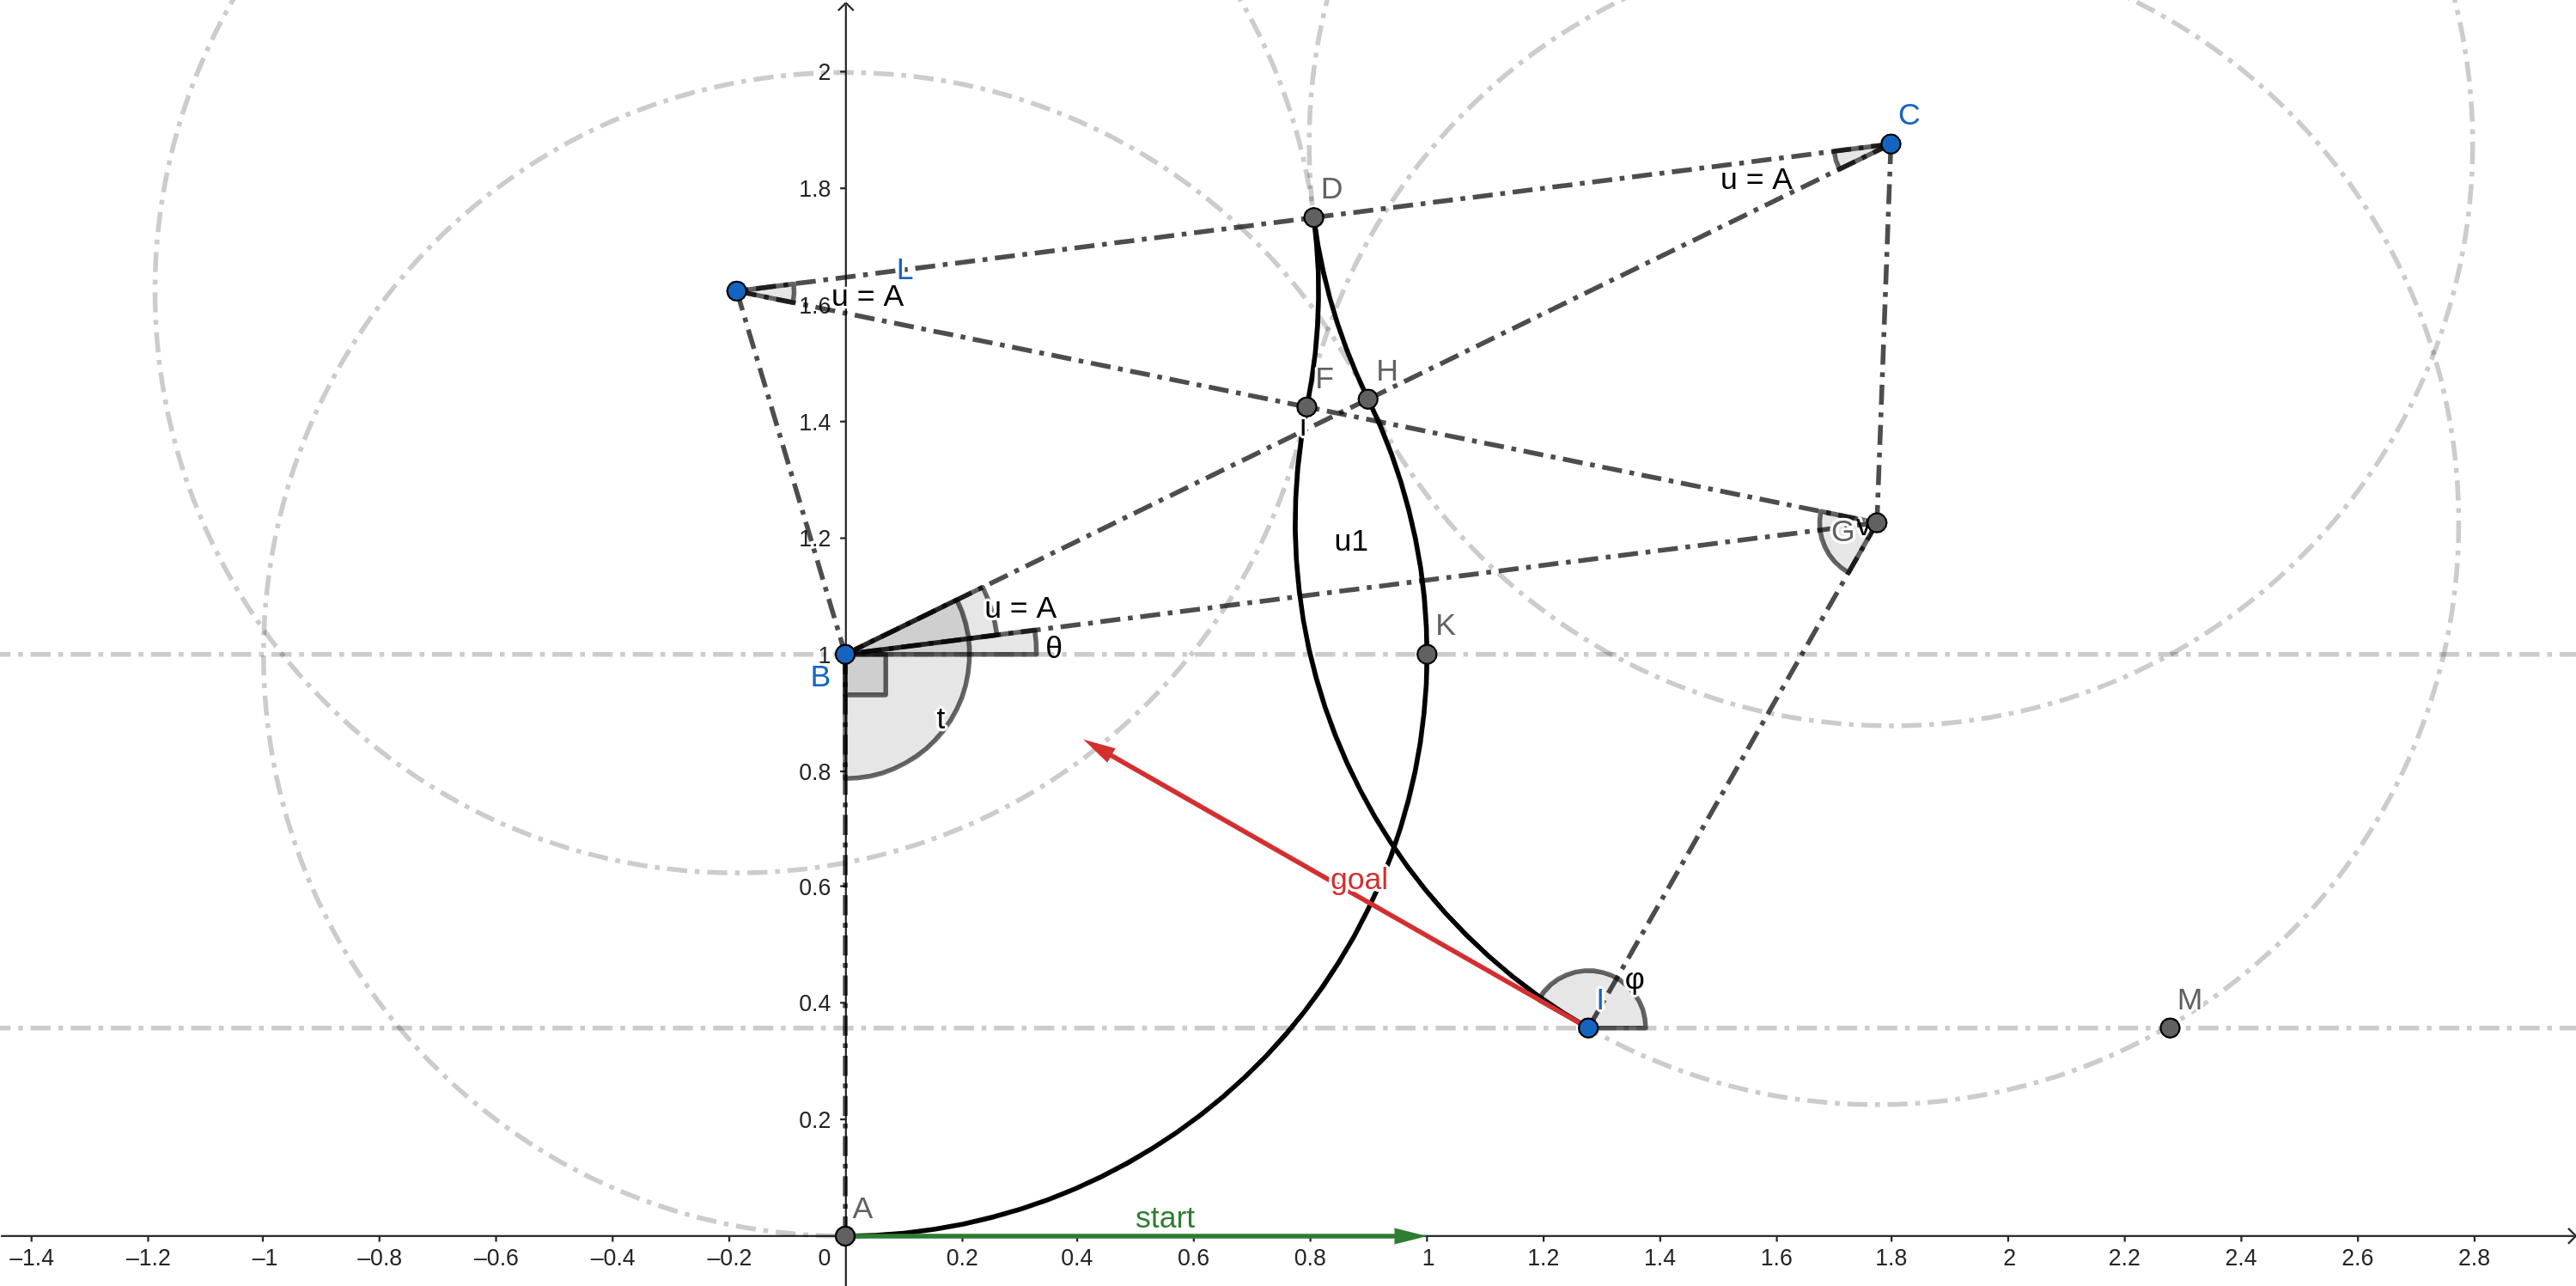 2
C
D
1.8
u = A
L
1.6
u = A
F
H
1.4
1.2
u1
G
v
u = A
K
1
θ
B
t
0.8
goal
0.6
φ
0.4
I
M
0.2
A
start
–1.4 –1.2 –1 –0.8 –0.6 –0.4 –0.2 0 0.2 0.4 0.6 0.8 1 1.2 1.4 1.6 1.8 2 2.2 2.4 2.6 2.8